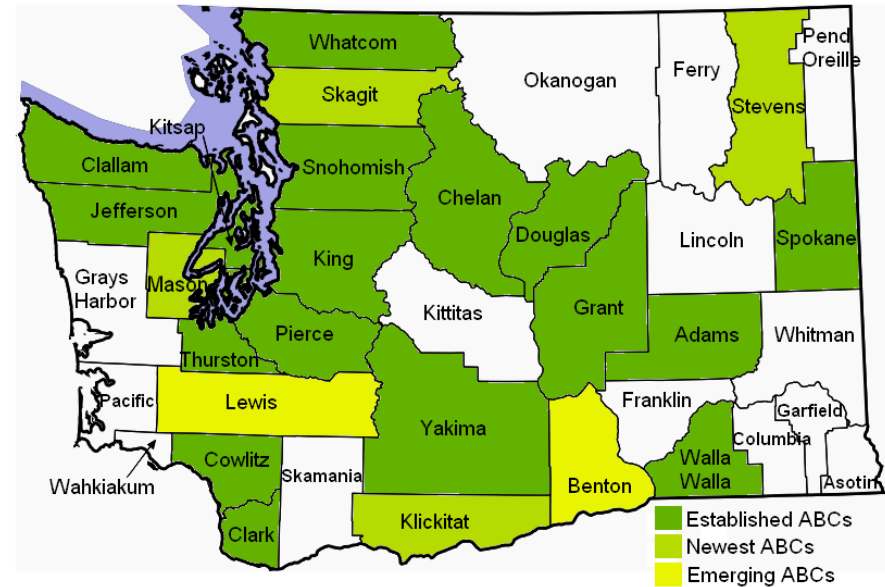 Whatcom
Okanogan
Ferry
Pend
Oreille
Skagit
Stevens
Kitsap
Clallam
Snohomish
Chelan
Jefferson
Douglas
Lincoln
Spokane
King
Grays
Harbor
Mason
Kittitas
Grant
Pierce
Adams
Whitman
Thurston
Pacific
Lewis
Franklin
Garfield
Yakima
Columbia
Cowlitz
Walla
Walla
Skamania
Wahkiakum
Benton
Asotin
Klickitat
Clark
Established ABCs
Newest ABCs
Emerging ABCs